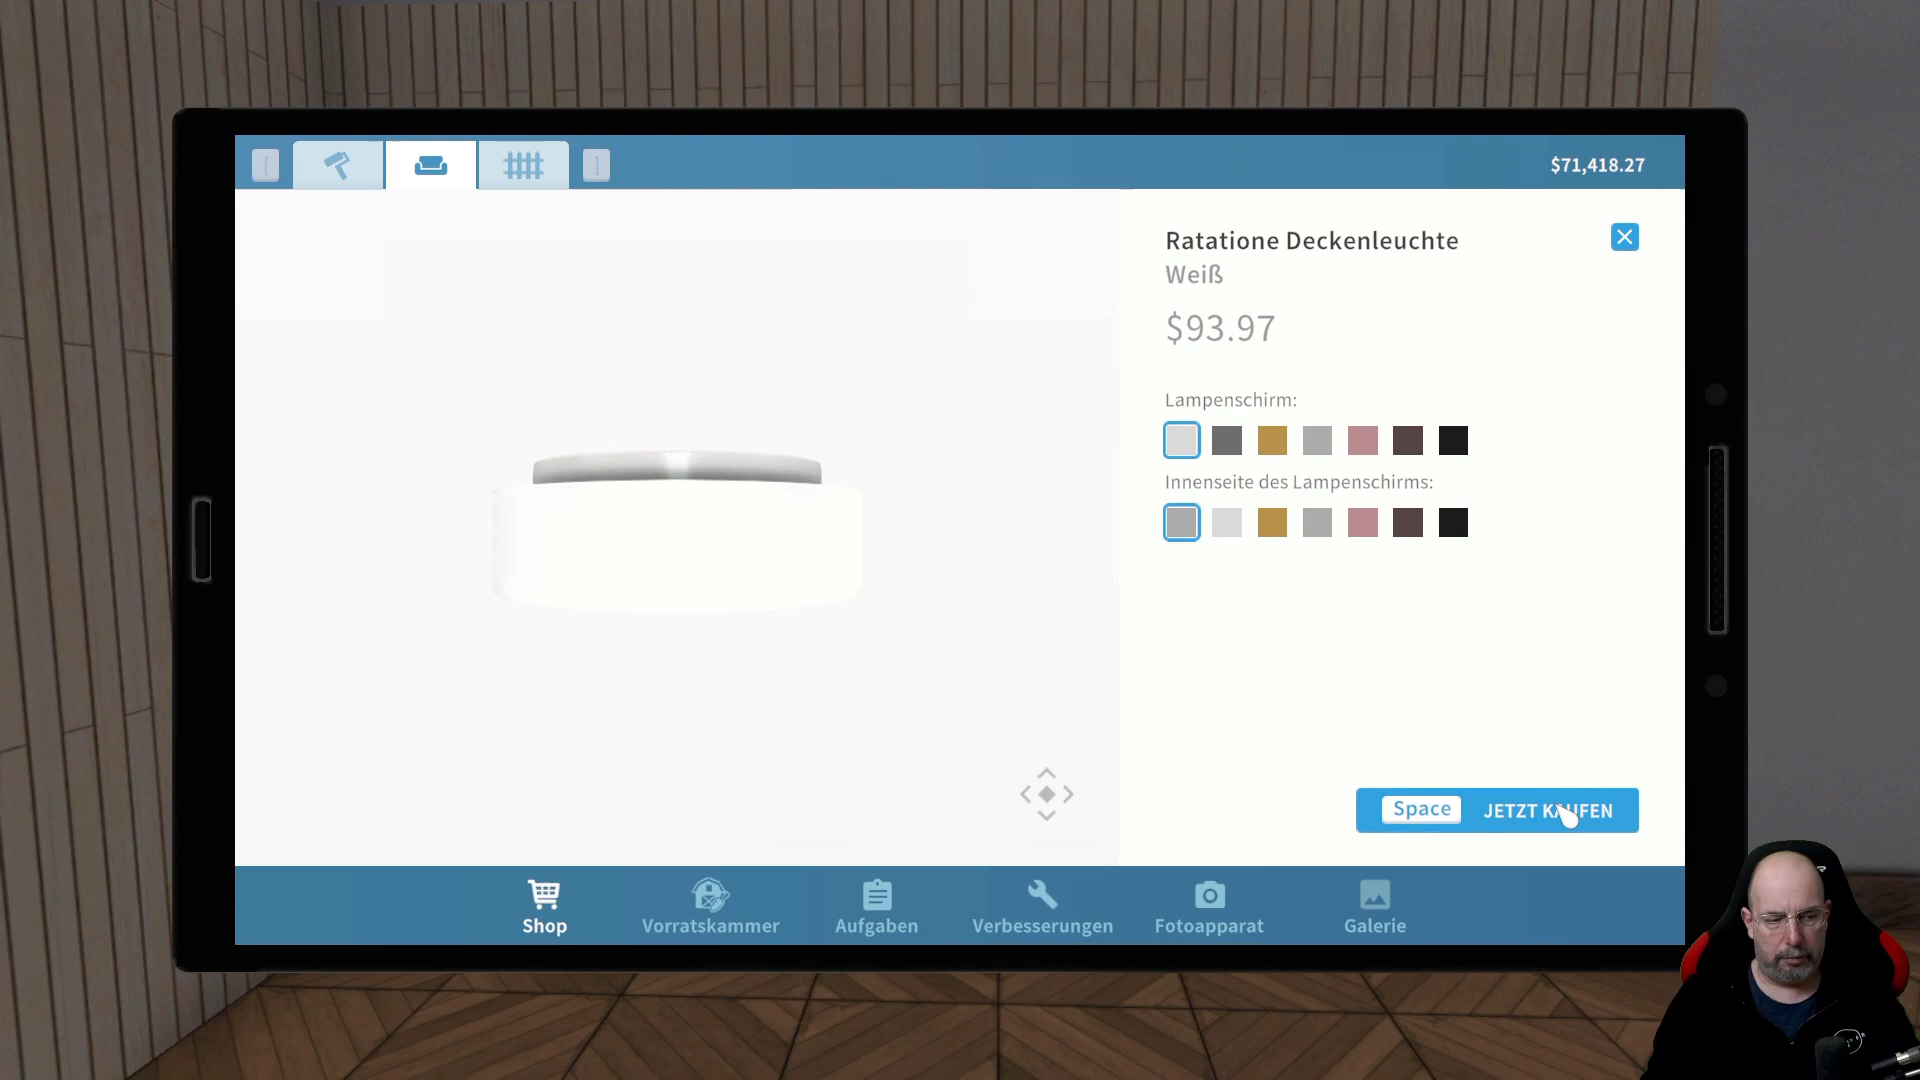 [
]
$71,418.27
Ratatione Deckenleuchte
Weiß
$93.97
Lampenschirm:
Innenseite des Lampenschirms:
Space JETZT KAUFEN
Shop
Vorratskammer
Aufgaben
Verbesserungen
Fotoapparat
Galerie